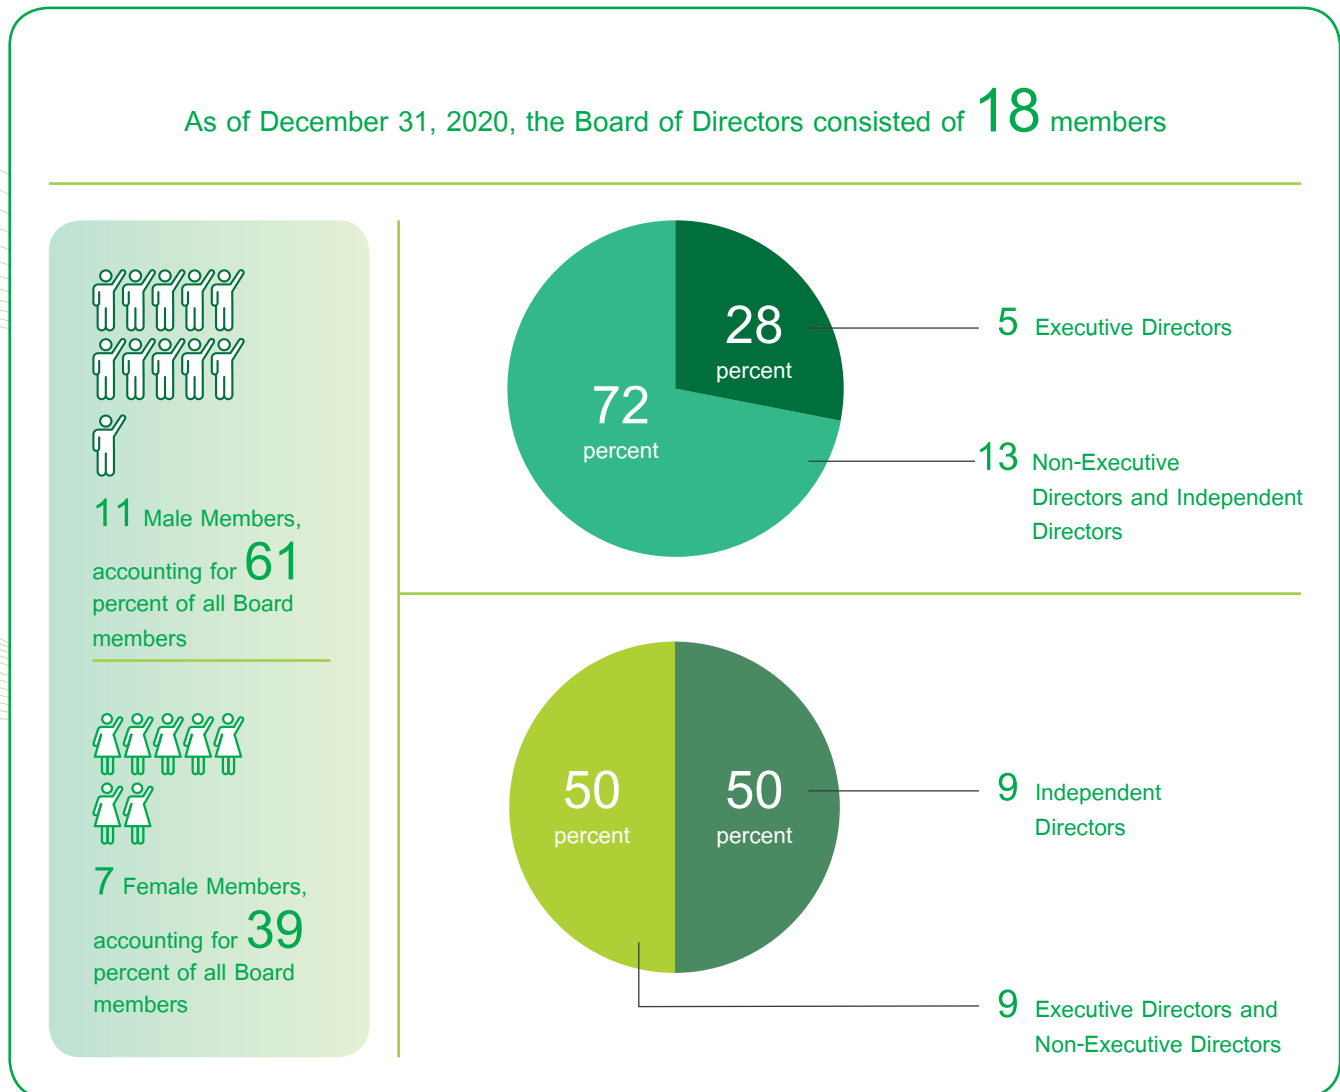 As of December 31, 2020, the Board of Directors consisted of 18 members
11 Male Members,
accounting for 61
percent of all Board
members
7 Female Members,
accounting for 39
percent of all Board
members
28
percent
72
percent
5 Executive Directors
13 Non-Executive
Directors and Independent
Directors
50
percent
50
percent
9 Independent
Directors
9 Executive Directors and
Non-Executive Directors